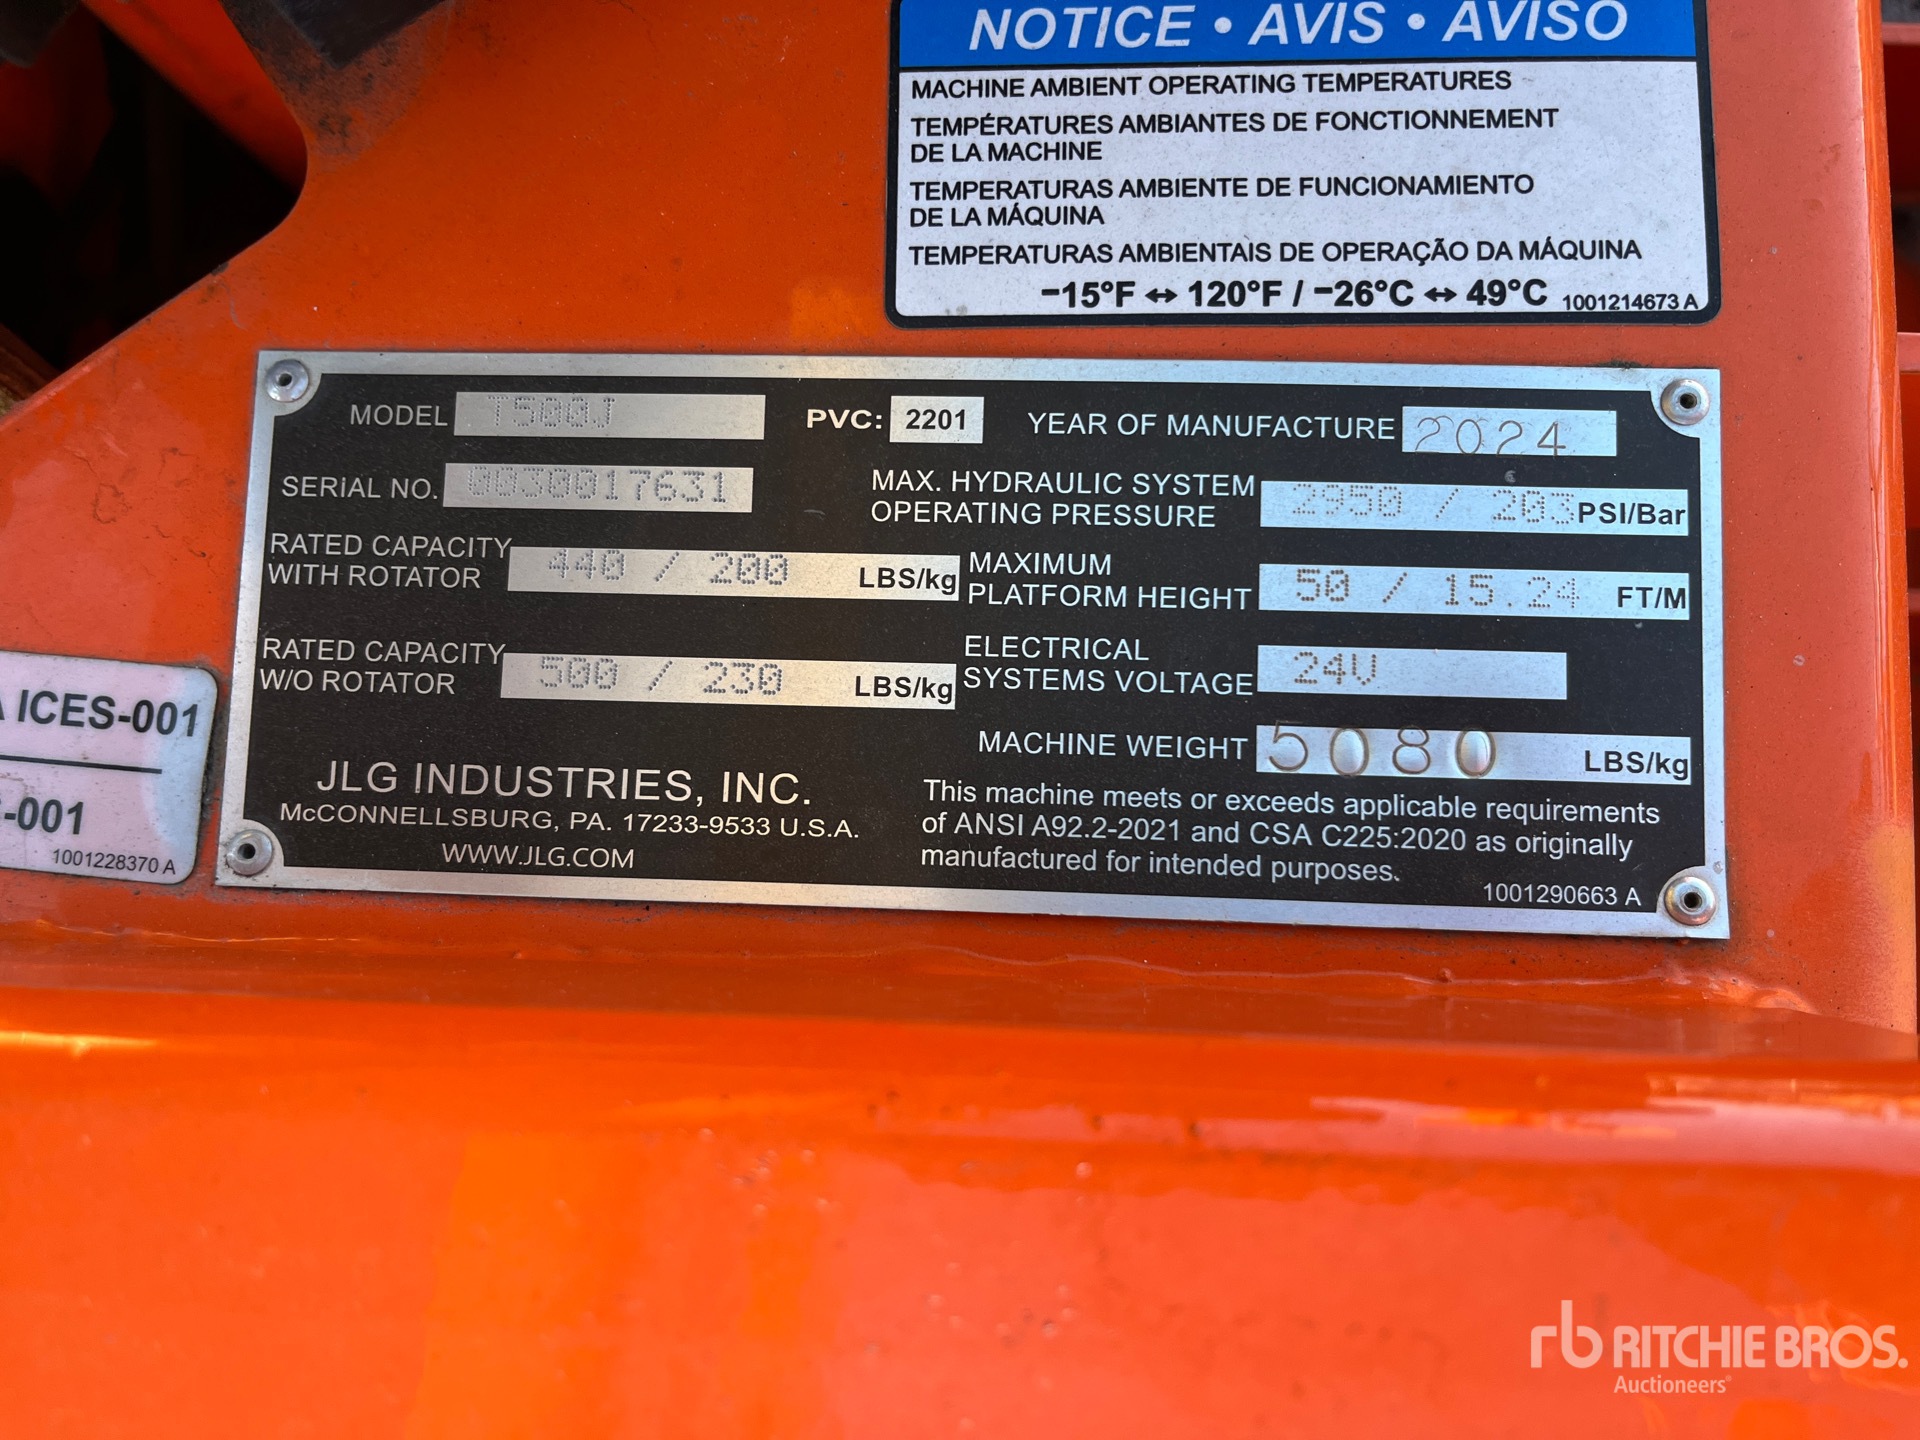 NOTICE • AVIS • AVISO
MACHINE AMBIENT OPERATING TEMPERATURES
TEMPÉRATURES AMBIANTES DE FONCTIONNEMENT
DE LA MACHINE
TEMPERATURAS AMBIENTE DE FUNCIONAMIENTO
DE LA MÁQUINA
TEMPERATURAS AMBIENTAIS DE OPERAÇÃO DA MÁQUINA
-15°F ↔ 120°F / -26°C ↔ 49°C 1001214673 A
MODEL T500J
PVC: 2201
YEAR OF MANUFACTURE 2024
SERIAL NO. 0030017631
MAX. HYDRAULIC SYSTEM
OPERATING PRESSURE 2950 / 203 PSI/Bar
RATED CAPACITY
WITH ROTATOR 440 / 200 LBS/kg
MAXIMUM
PLATFORM HEIGHT 50 / 15.24 FT/M
RATED CAPACITY
W/O ROTATOR 500 / 230 LBS/kg
ELECTRICAL
SYSTEMS VOLTAGE 24V
MACHINE WEIGHT 5080 LBS/kg
JLG INDUSTRIES, INC.
McCONNELLSBURG, PA. 17233-9533 U.S.A.
WWW.JLG.COM
This machine meets or exceeds applicable requirements
of ANSI A92.2-2021 and CSA C225:2020 as originally
manufactured for intended purposes.
1001290663 A
ICES-001
-001
1001228370 A
rb RITCHIE BROS.
Auctioneers